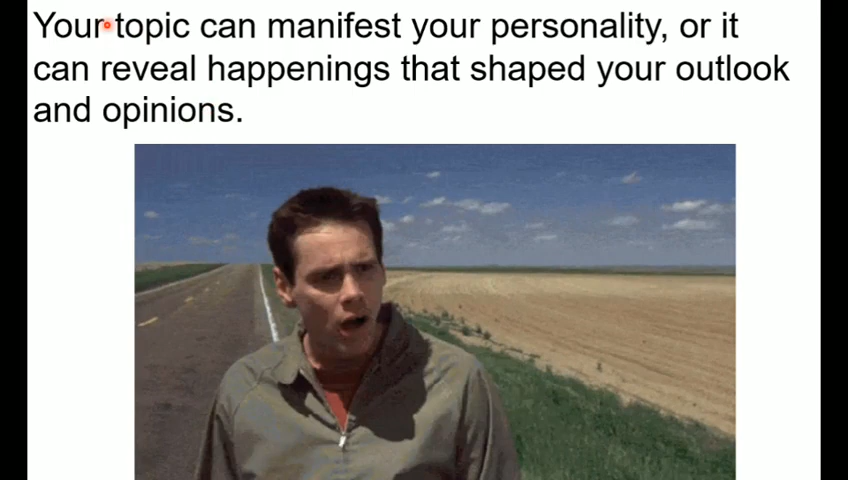 Your topic can manifest your personality, or it
can reveal happenings that shaped your outlook
and opinions.